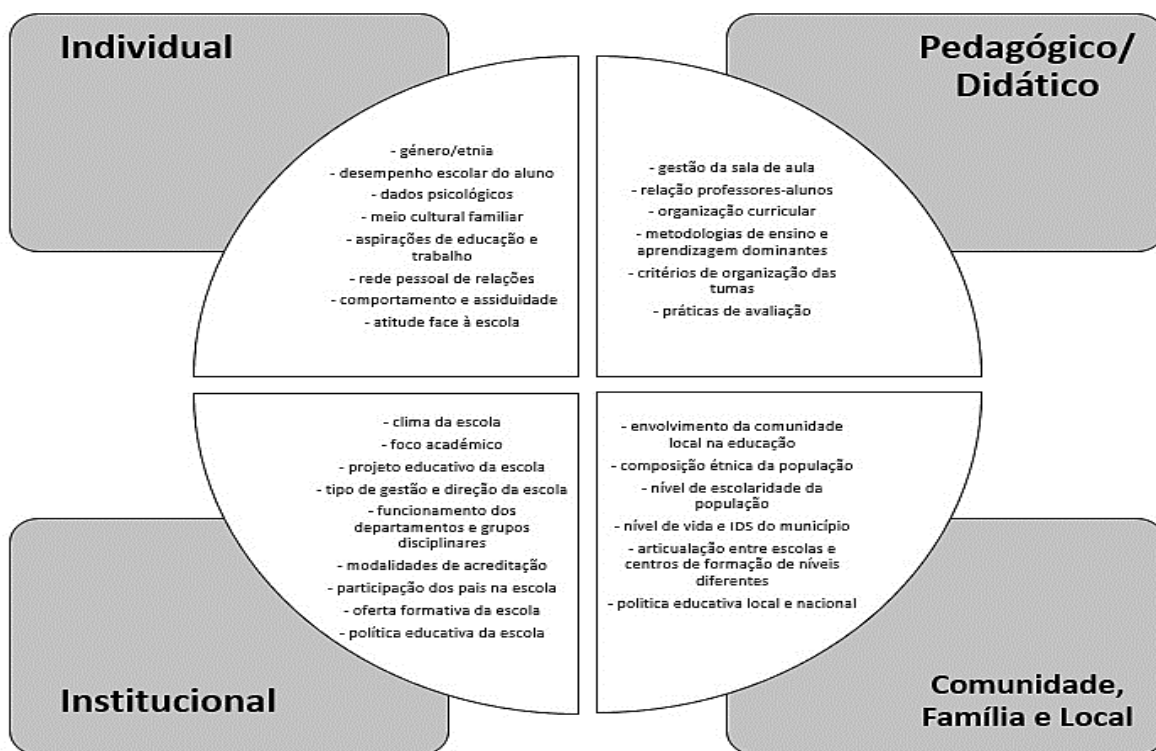 Individual
- género/etnia
- desempenho escolar do aluno
- dados psicológicos
- meio cultural familiar
- aspirações de educação e
trabalho
- rede pessoal de relações
- comportamento e assiduidade
- atitude face à escola
Pedagógico/
Didático
- gestão da sala de aula
- relação professores-alunos
- organização curricular
- metodologias de ensino e
aprendizagem dominantes
- critérios de organização das
tumas
- práticas de avaliação
- clima da escola
- foco académico
- projeto educativo da escola
- tipo de gestão e direção da escola
- funcionamento dos
departamentos e grupos
disciplinares
- modalidades de acreditação
- participação dos pais na escola
- oferta formativa da escola
- política educativa da escola
Institucional
- envolvimento da comunidade
local na educação
- composição étnica da população
- nível de escolaridade da
população
- nível de vida e IDS do município
- articualação entre escolas e
centros de formação de níveis
diferentes
- politica educativa local e nacional
Comunidade,
Família e Local